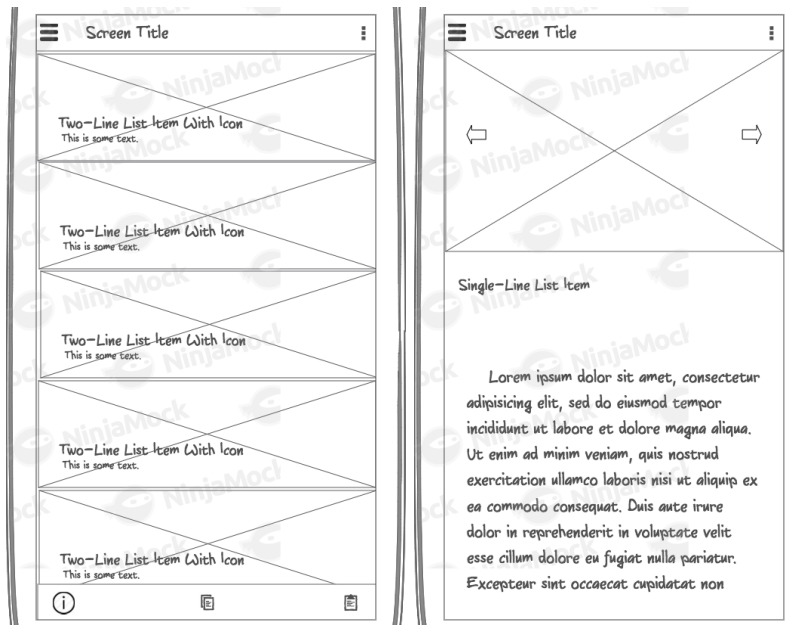 Screen Title
Two-Line List Item With Icon
This is some text.
Two-Line List Item With Icon
This is some text.
Two-Line List Item With Icon
This is some text.
Two-Line List Item With Icon
This is some text.
Two-Line List Item With Icon
This is some text.
Screen Title
Single-Line List Item
Lorem ipsum dolor sit amet, consectetur
adipisicing elit, sed do eiusmod tempor
incididunt ut labore et dolore magna aliqua.
Ut enim ad minim veniam, quis nostrud
exercitation ullamco laboris nisi ut aliquip ex
ea commodo consequat. Duis aute irure
dolor in reprehenderit in voluptate velit
esse cillum dolore eu fugiat nulla pariatur.
Excepteur sint occaecat cupidatat non
NinjaMock